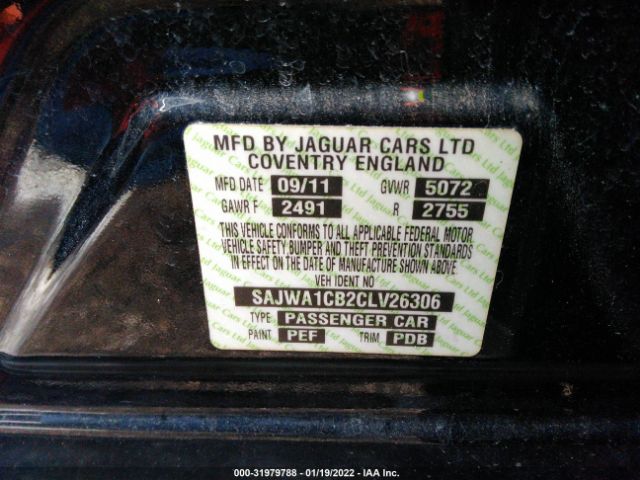 MFD BY JAGUAR CARS LTD
COVENTRY ENGLAND
MFD DATE 09/11 GVWR 5072
GAWR F 2491 R 2755
THIS VEHICLE CONFORMS TO ALL APPLICABLE FEDERAL MOTOR
VEHICLE SAFETY BUMPER AND THEFT PREVENTION STANDARDS
IN EFFECT ON THE DATE OF MANUFACTURE SHOWN ABOVE.
VEH IDENT NO
SAJWA1CB2CLV26306
TYPE PASSENGER CAR
PAINT PEF TRIM PDB
000-31979788 - 01/19/2022 - IAA Inc.